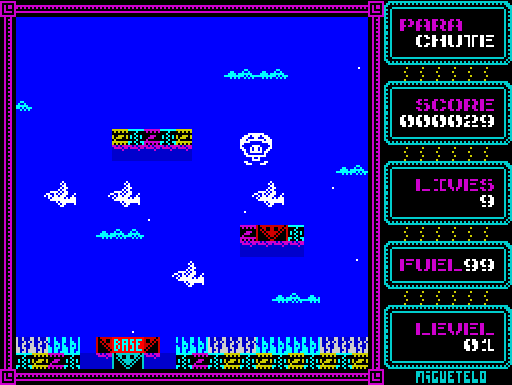 PARA
CHUTE
SCORE
000029
LIVES
9
FUEL99
LEVEL
01
BASE
MIGUETELO